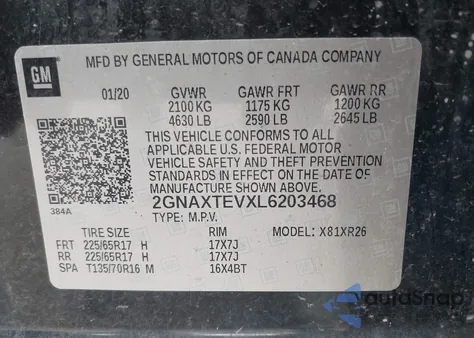 GM
MFD BY GENERAL MOTORS OF CANADA COMPANY
01/20 GVWR GAWR FRT GAWR RR
2100 KG 1175 KG 1200 KG
4630 LB 2590 LB 2645 LB
THIS VEHICLE CONFORMS TO ALL
APPLICABLE U.S. FEDERAL MOTOR
VEHICLE SAFETY AND THEFT PREVENTION
STANDARDS IN EFFECT ON THE DATE OF
MANUFACTURE SHOWN ABOVE.
384A 2GNAXTEVXL6203468
TYPE: M.P.V.
TIRE SIZE RIM MODEL: X81XR26
FRT 225/65R17 H 17X7J
RR 225/65R17 H 17X7J
SPA T135/70R16 M 16X4BT
autoSnap